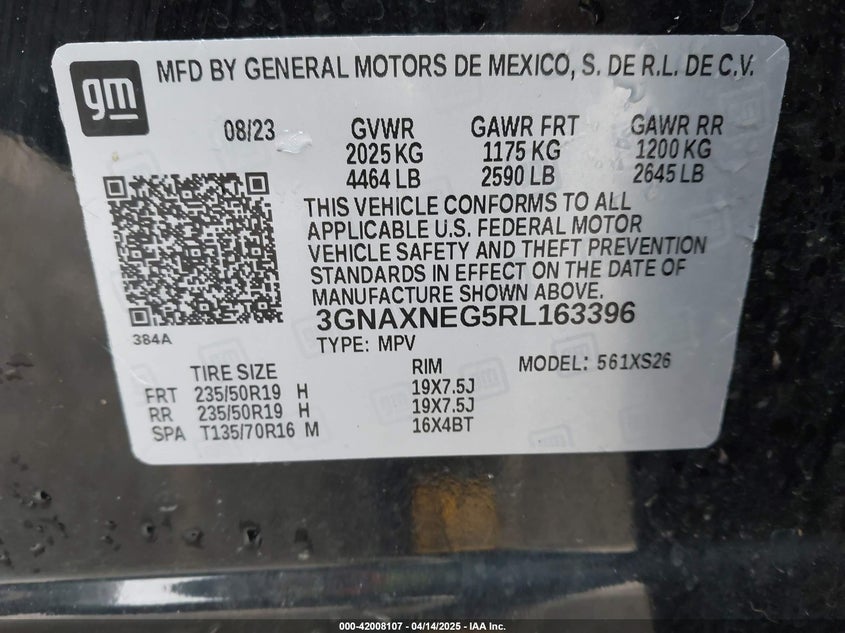 gm
MFD BY GENERAL MOTORS DE MEXICO, S. DE R.L. DE C.V.
08/23 GVWR GAWR FRT GAWR RR
2025 KG 1175 KG 1200 KG
4464 LB 2590 LB 2645 LB
THIS VEHICLE CONFORMS TO ALL
APPLICABLE U.S. FEDERAL MOTOR
VEHICLE SAFETY AND THEFT PREVENTION
STANDARDS IN EFFECT ON THE DATE OF
MANUFACTURE SHOWN ABOVE.
3GNAXNEG5RL163396
384A
TYPE: MPV
TIRE SIZE RIM MODEL: 561XS26
FRT 235/50R19 H 19X7.5J
RR 235/50R19 H 19X7.5J
SPA T135/70R16 M 16X4BT
000-42008107 - 04/14/2025 - IAA Inc.